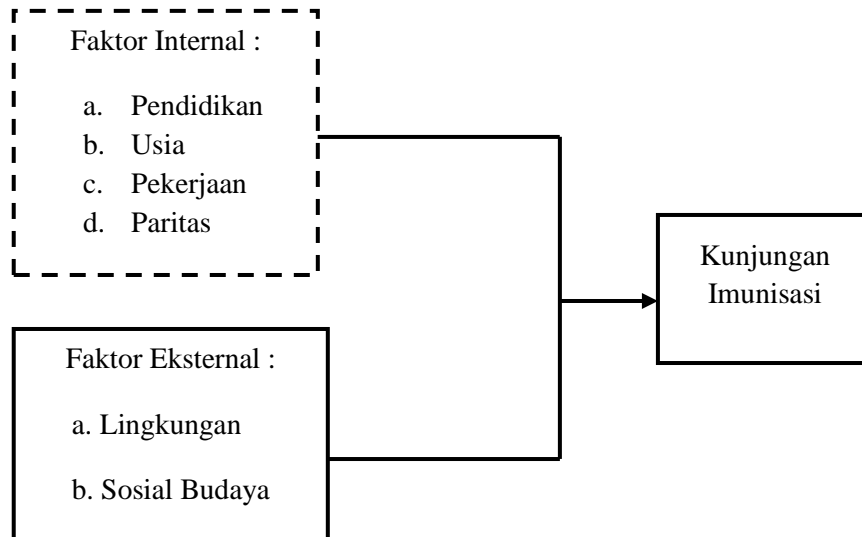 Faktor Internal :
a. Pendidikan
b. Usia
c. Pekerjaan
d. Paritas
Kunjungan
Imunisasi
Faktor Eksternal :
a. Lingkungan
b. Sosial Budaya